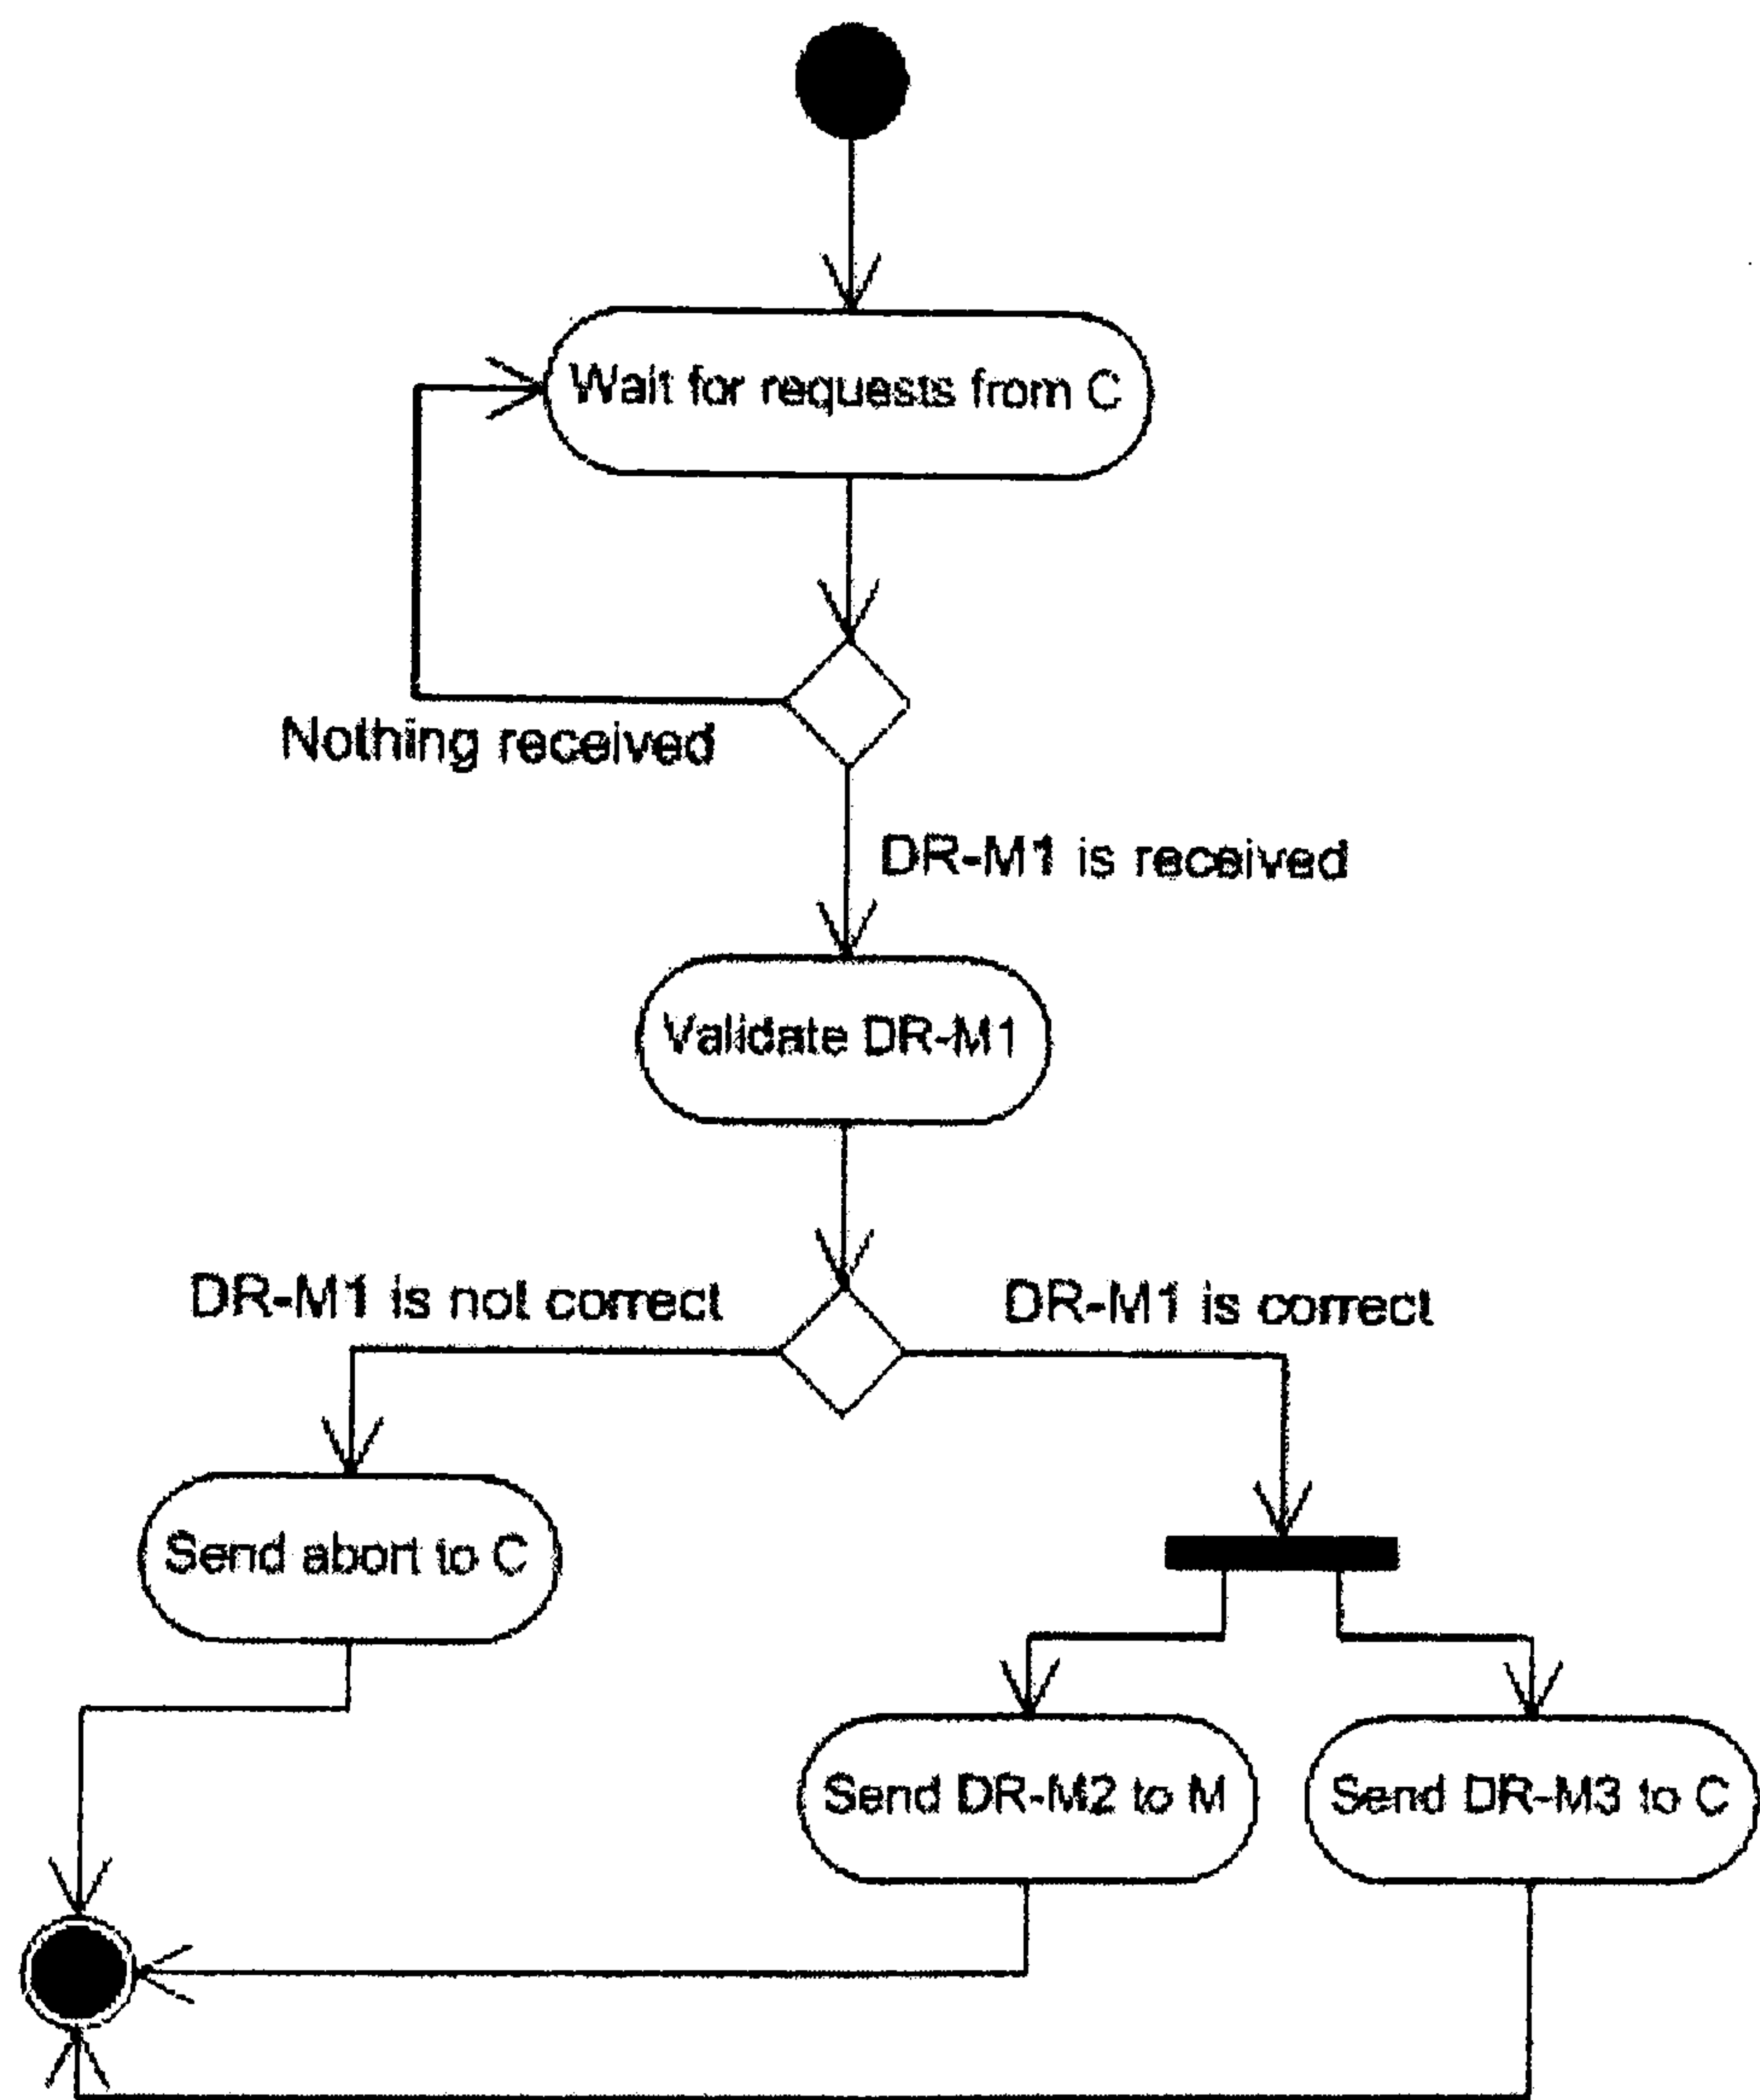 Wait for requests from C
Nothing received
DR-M1 is received
Validate DR-M1
DR-M1 is not correct
DR-M1 is correct
Send abort to C
Send DR-M2 to M
Send DR-M3 to C